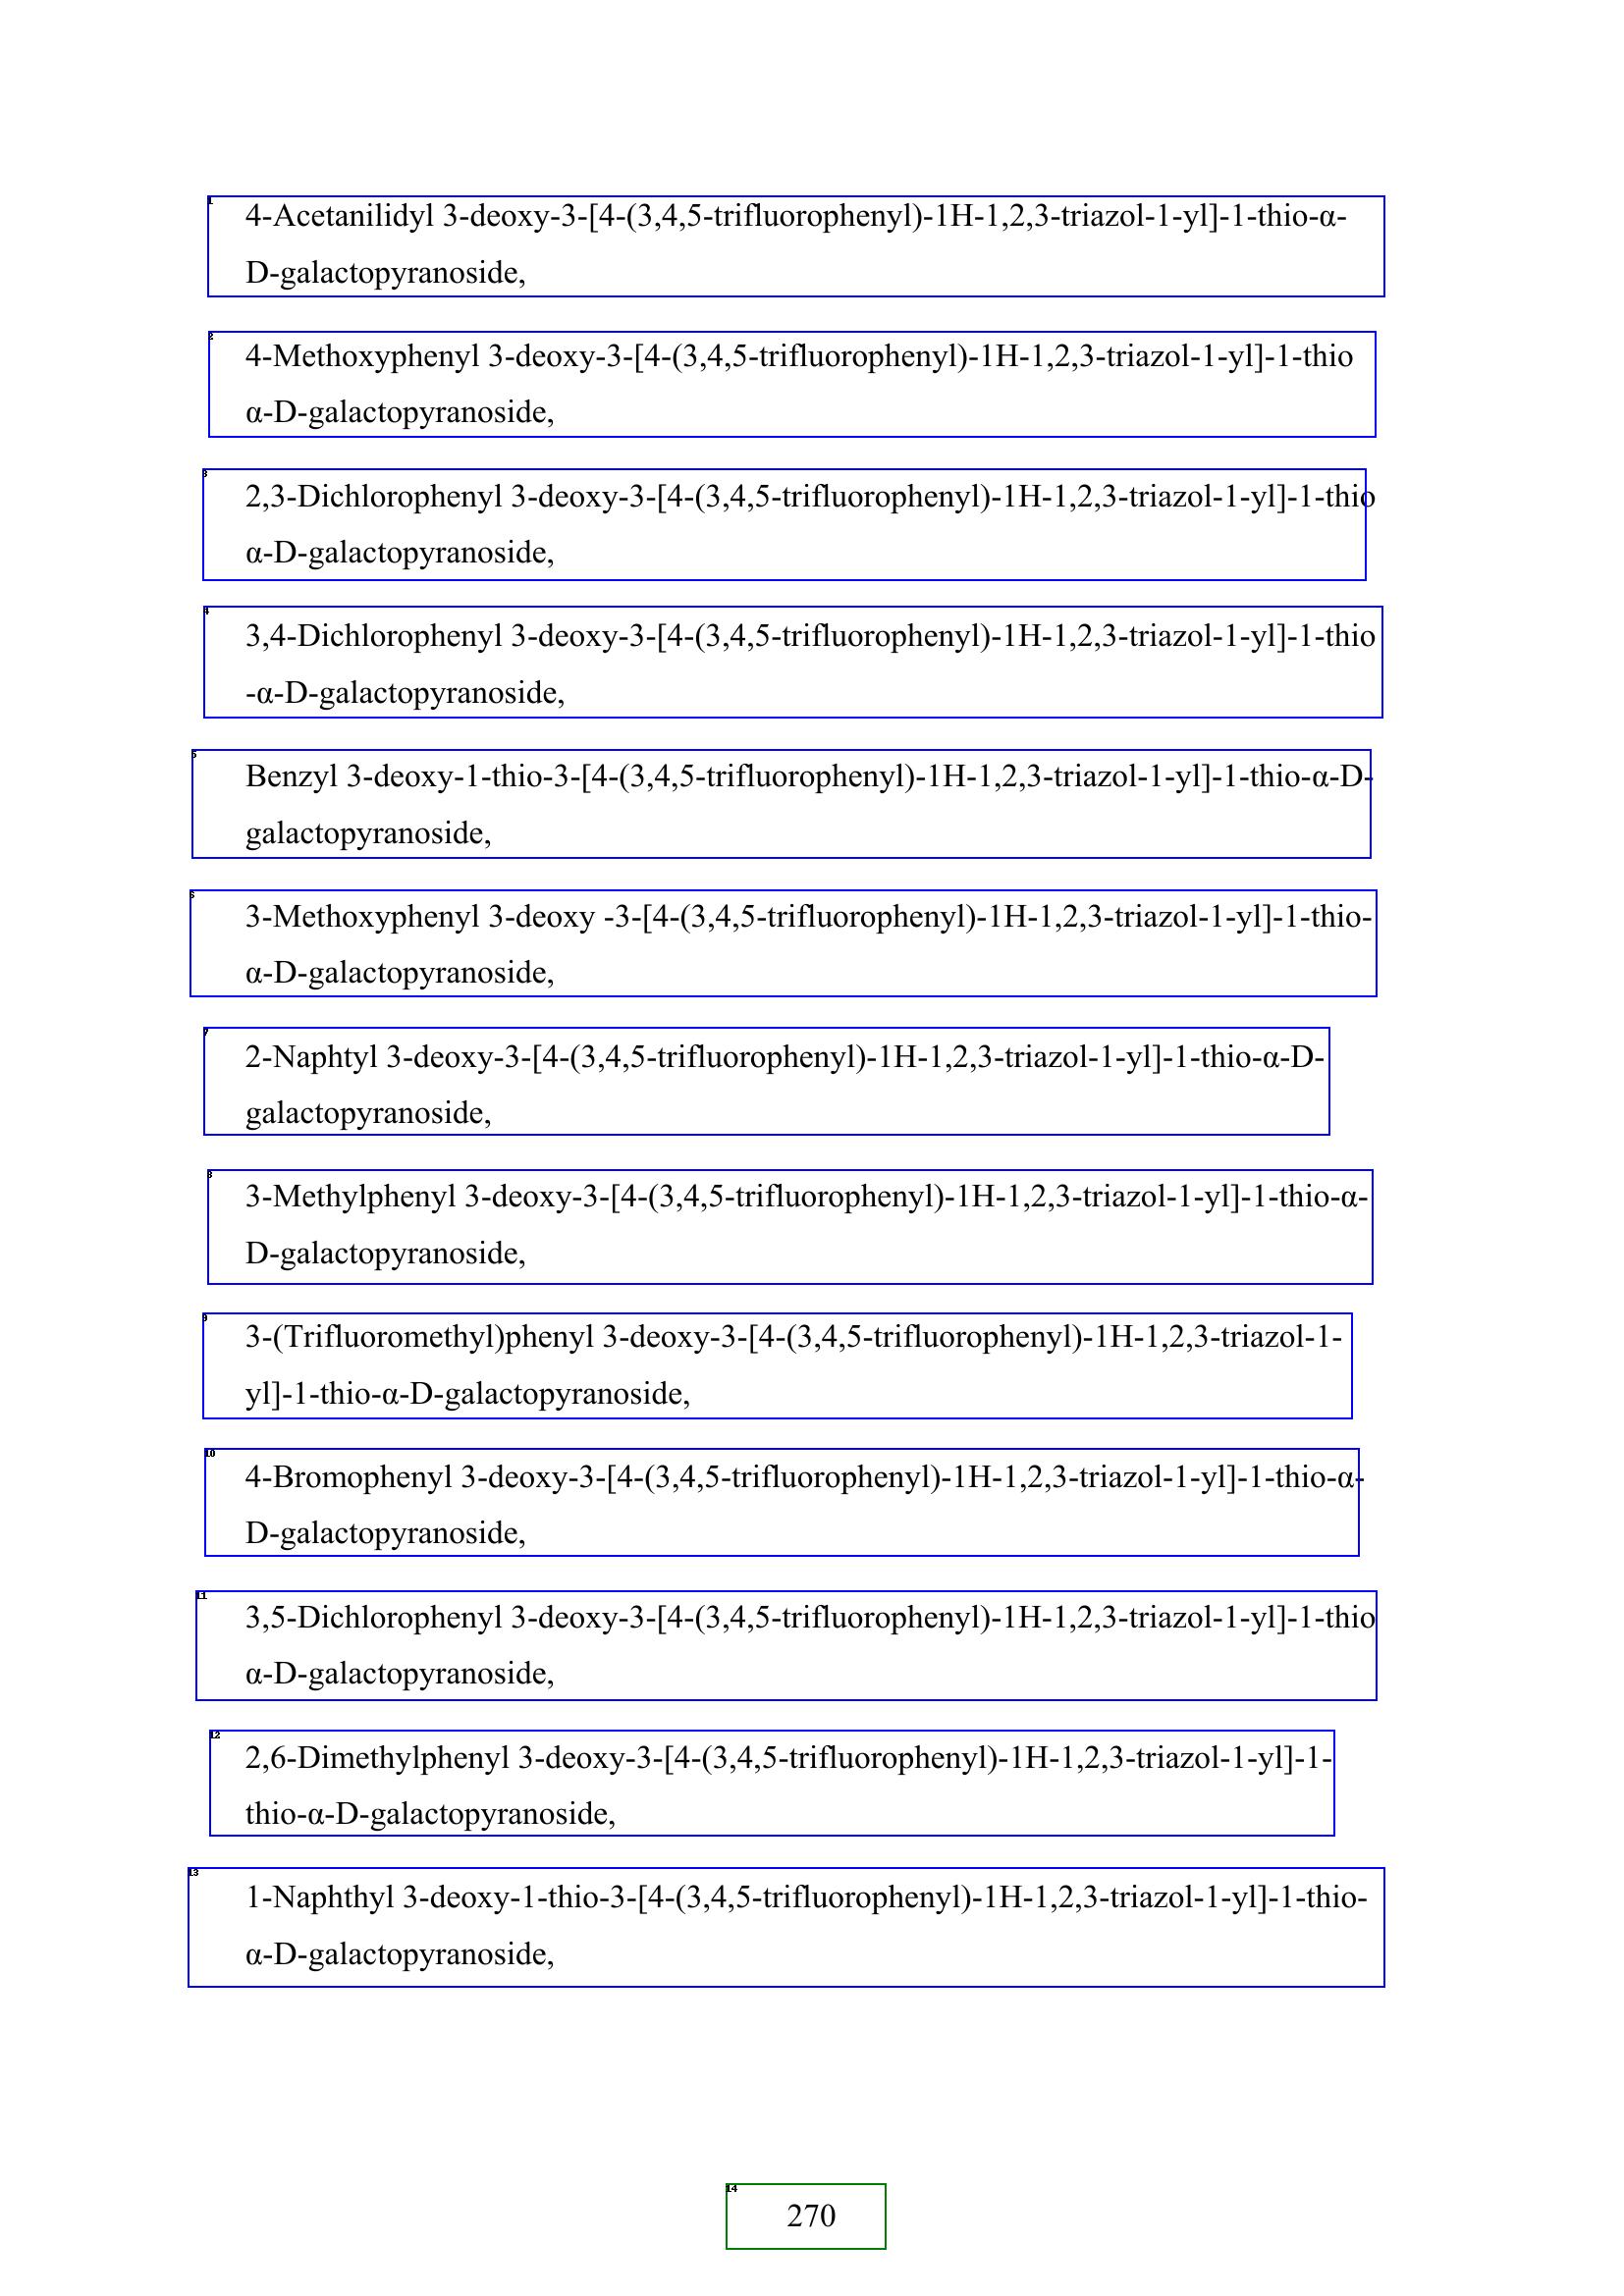 4-Acetanilidyl 3-deoxy-3-[4-(3,4,5-trifluorophenyl)-1H-1,2,3-triazol-1-yl]-1-thio-α-
D-galactopyranoside,
4-Methoxyphenyl 3-deoxy-3-[4-(3,4,5-trifluorophenyl)-1H-1,2,3-triazol-1-yl]-1-thio
α-D-galactopyranoside,
2,3-Dichlorophenyl 3-deoxy-3-[4-(3,4,5-trifluorophenyl)-1H-1,2,3-triazol-1-yl]-1-thio
α-D-galactopyranoside,
3,4-Dichlorophenyl 3-deoxy-3-[4-(3,4,5-trifluorophenyl)-1H-1,2,3-triazol-1-yl]-1-thio
-α-D-galactopyranoside,
Benzyl 3-deoxy-1-thio-3-[4-(3,4,5-trifluorophenyl)-1H-1,2,3-triazol-1-yl]-1-thio-α-D-
galactopyranoside,
3-Methoxyphenyl 3-deoxy -3-[4-(3,4,5-trifluorophenyl)-1H-1,2,3-triazol-1-yl]-1-thio-
α-D-galactopyranoside,
2-Naphtyl 3-deoxy-3-[4-(3,4,5-trifluorophenyl)-1H-1,2,3-triazol-1-yl]-1-thio-α-D-
galactopyranoside,
3-Methylphenyl 3-deoxy-3-[4-(3,4,5-trifluorophenyl)-1H-1,2,3-triazol-1-yl]-1-thio-α-
D-galactopyranoside,
3-(Trifluoromethyl)phenyl 3-deoxy-3-[4-(3,4,5-trifluorophenyl)-1H-1,2,3-triazol-1-
yl]-1-thio-α-D-galactopyranoside,
4-Bromophenyl 3-deoxy-3-[4-(3,4,5-trifluorophenyl)-1H-1,2,3-triazol-1-yl]-1-thio-α-
D-galactopyranoside,
3,5-Dichlorophenyl 3-deoxy-3-[4-(3,4,5-trifluorophenyl)-1H-1,2,3-triazol-1-yl]-1-thio
α-D-galactopyranoside,
2,6-Dimethylphenyl 3-deoxy-3-[4-(3,4,5-trifluorophenyl)-1H-1,2,3-triazol-1-yl]-1-
thio-α-D-galactopyranoside,
1-Naphthyl 3-deoxy-1-thio-3-[4-(3,4,5-trifluorophenyl)-1H-1,2,3-triazol-1-yl]-1-thio-
α-D-galactopyranoside,
270